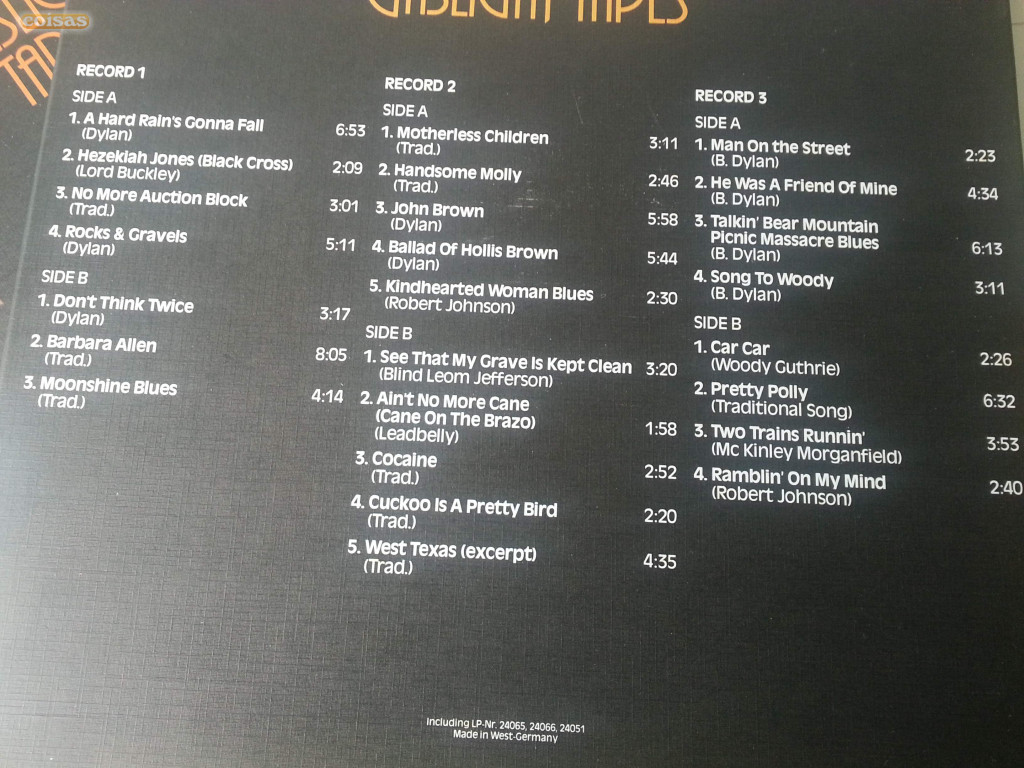 coisas
GASLIGHT TAPES
RECORD 1
SIDE A
1. A Hard Rain's Gonna Fall 6:53
(Dylan)
2. Hezekiah Jones (Black Cross) 2:09
(Lord Buckley)
3. No More Auction Block 3:01
(Trad.)
4. Rocks & Gravels 5:11
(Dylan)
SIDE B
1. Don't Think Twice 3:17
(Dylan)
2. Barbara Allen 8:05
(Trad.)
3. Moonshine Blues 4:14
(Trad.)
RECORD 2
SIDE A
1. Motherless Children 3:11
(Trad.)
2. Handsome Molly 2:46
(Trad.)
3. John Brown 5:58
(Dylan)
4. Ballad Of Hollis Brown 5:44
(Dylan)
5. Kindhearted Woman Blues 2:30
(Robert Johnson)
SIDE B
1. See That My Grave Is Kept Clean 3:20
(Blind Leom Jefferson)
2. Ain't No More Cane
(Cane On The Brazo) 1:58
(Leadbelly)
3. Cocaine 2:52
(Trad.)
4. Cuckoo Is A Pretty Bird 2:20
(Trad.)
5. West Texas (excerpt) 4:35
(Trad.)
RECORD 3
SIDE A
1. Man On the Street 2:23
(B. Dylan)
2. He Was A Friend Of Mine 4:34
(B. Dylan)
3. Talkin' Bear Mountain
Picnic Massacre Blues 6:13
(B. Dylan)
4. Song To Woody 3:11
(B. Dylan)
SIDE B
1. Car Car 2:26
(Woody Guthrie)
2. Pretty Polly 6:32
(Traditional Song)
3. Two Trains Runnin' 3:53
(Mc Kinley Morganfield)
4. Ramblin' On My Mind 2:40
(Robert Johnson)
Including LP-Nr. 24065, 24066, 24051
Made in West-Germany